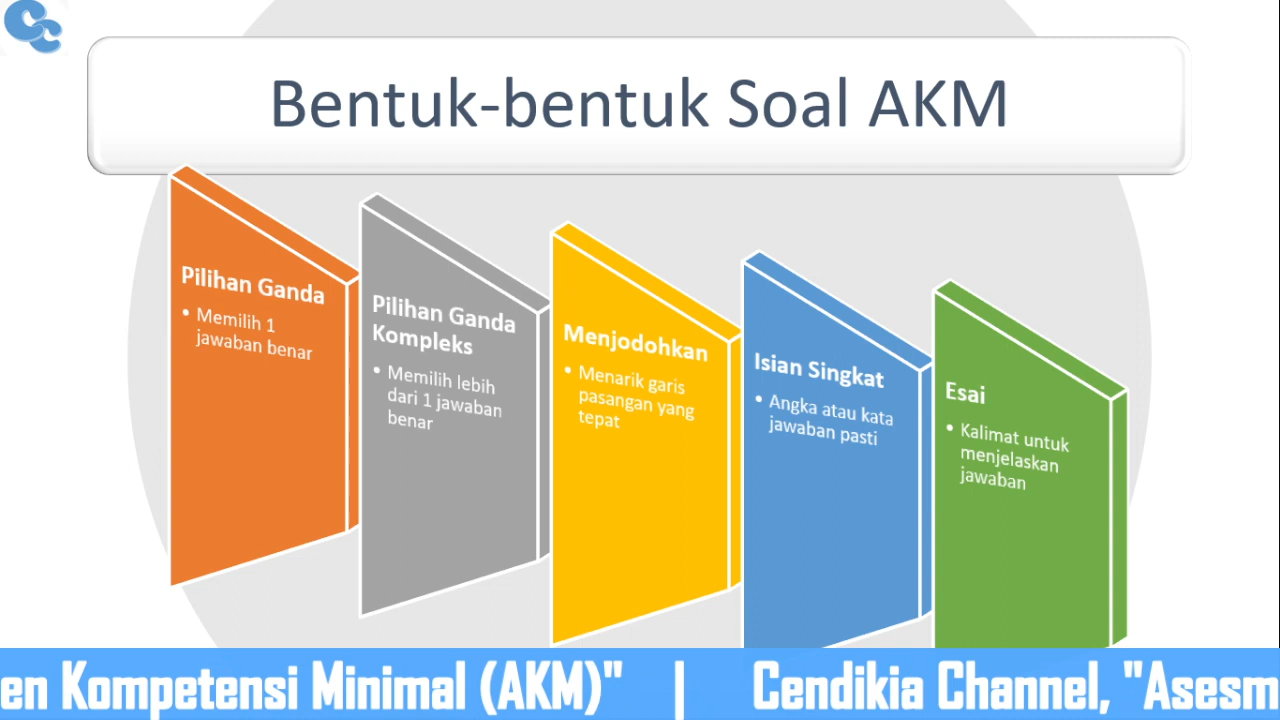 Bentuk-bentuk Soal AKM
Pilihan Ganda
• Memilih 1
jawaban benar
Pilihan Ganda
Kompleks
• Memilih lebih
dari 1 jawaban
benar
Menjodohkan
• Menarik garis
pasangan yang
tepat
Isian Singkat
• Angka atau kata
jawaban pasti
Esai
• Kalimat untuk
menjelaskan
jawaban
en Kompetensi Minimal (AKM)" | Cendikia Channel, "Asesm